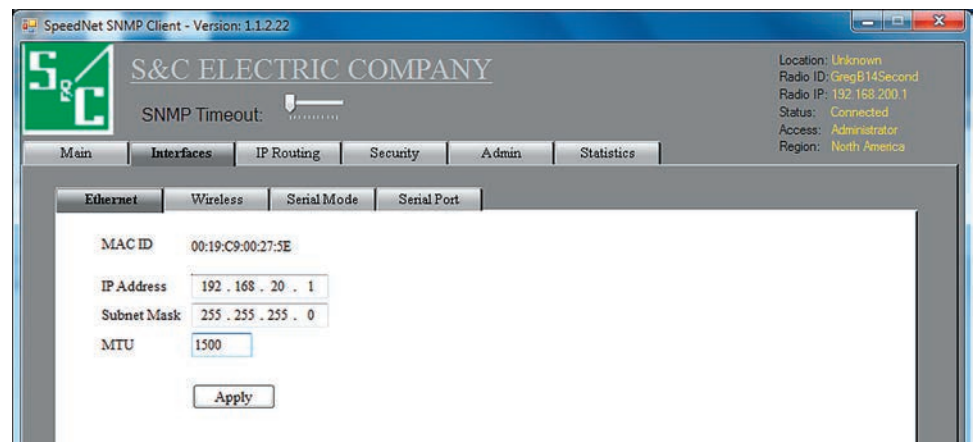 SpeedNet SNMP Client - Version: 1.1.2.22
S&C
S&C ELECTRIC COMPANY
SNMP Timeout:
Location: Unknown
Radio ID: GregB14Second
Radio IP: 192.168.200.1
Status: Connected
Access: Administrator
Region: North America
Main Interfaces IP Routing Security Admin Statistics
Ethernet Wireless Serial Mode Serial Port
MAC ID 00:19:C9:00:27:5E
IP Address 192 . 168 . 20 . 1
Subnet Mask 255 . 255 . 255 . 0
MTU 1500
Apply